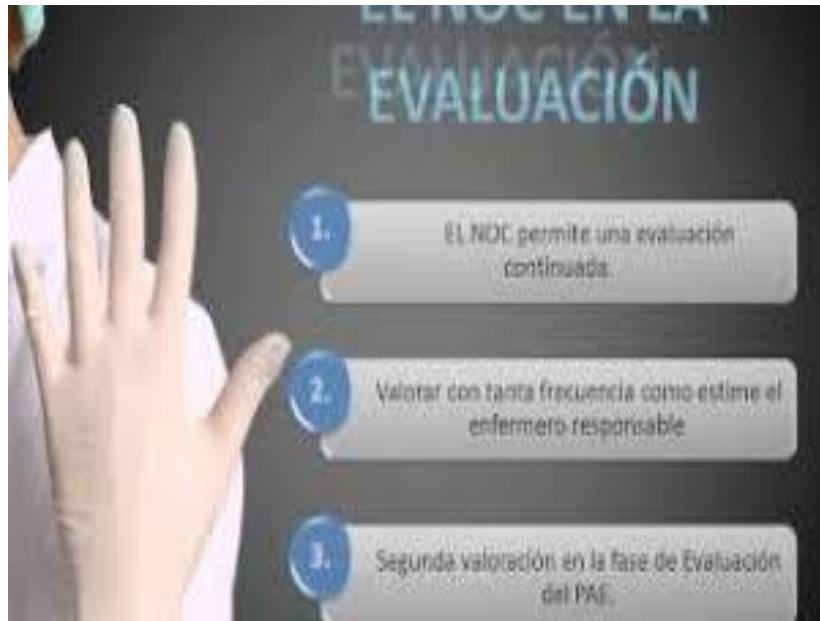 EL NOC EN LA
EVALUACIÓN
1.
EL NOC permite una evaluación
continuada.
2.
Valorar con tanta frecuencia como estime el
enfermero responsable
3.
Segunda valoración en la fase de Evaluación
del PAE.